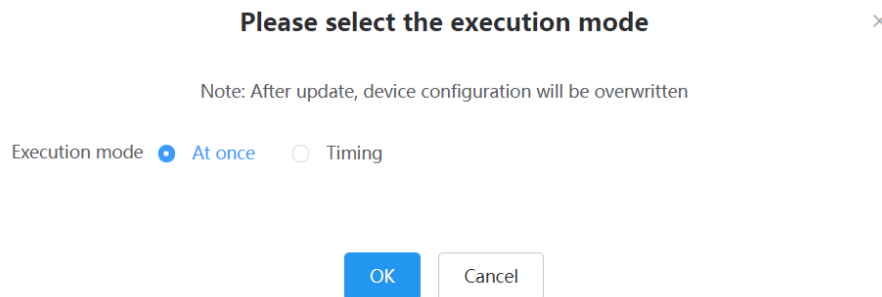 Please select the execution mode
Note: After update, device configuration will be overwritten
Execution mode At once Timing
OK Cancel